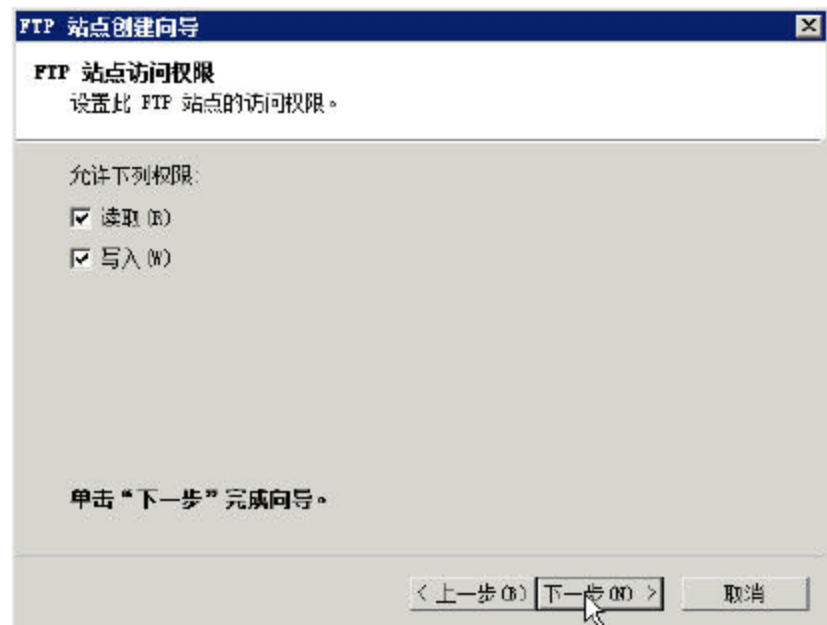 FTP 站点创建向导
FTP 站点访问权限
设置此 FTP 站点的访问权限。
允许下列权限:
读取(R)
写入(W)
单击“下一步”完成向导。
< 上一步(B)
下一步(N) >
取消